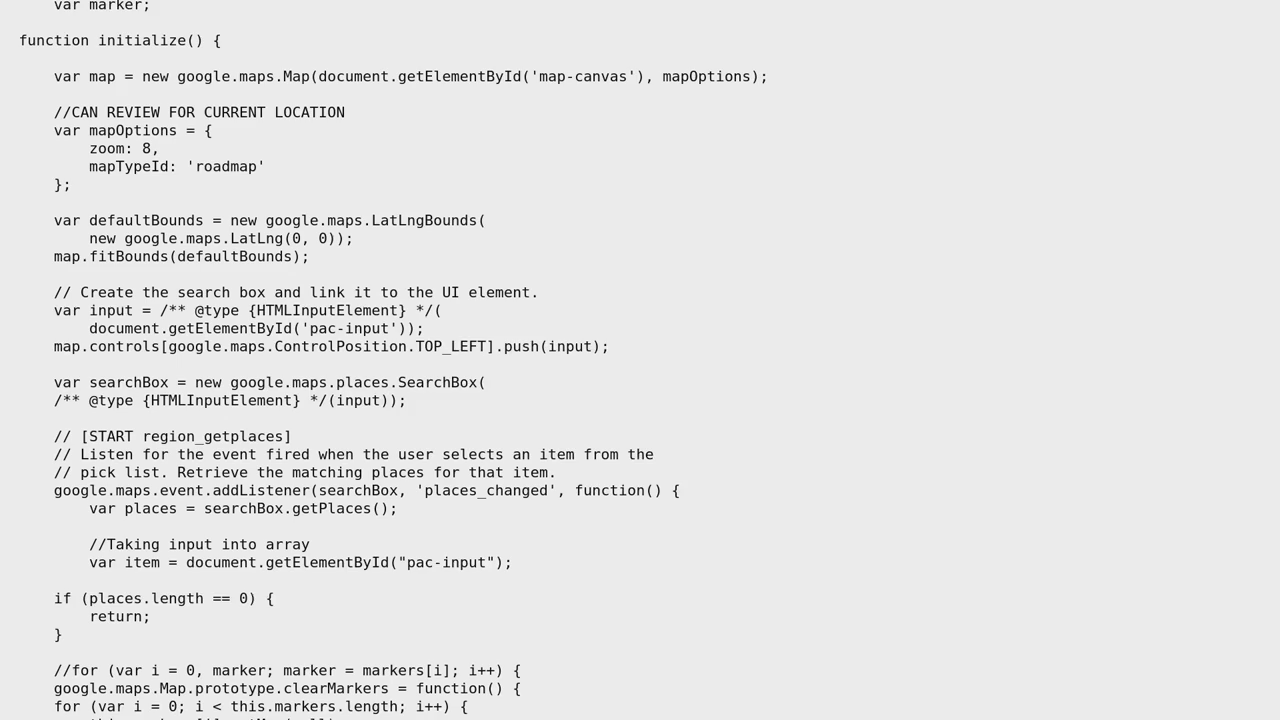 var marker;
function initialize() {
var map = new google.maps.Map(document.getElementById('map-canvas'), mapOptions);
//CAN REVIEW FOR CURRENT LOCATION
var mapOptions = {
zoom: 8,
mapTypeId: 'roadmap'
};
var defaultBounds = new google.maps.LatLngBounds(
new google.maps.LatLng(0, 0));
map.fitBounds(defaultBounds);
// Create the search box and link it to the UI element.
var input = /** @type {HTMLInputElement} */(
document.getElementById('pac-input'));
map.controls[google.maps.ControlPosition.TOP_LEFT].push(input);
var searchBox = new google.maps.places.SearchBox(
/** @type {HTMLInputElement} */(input));
// [START region_getplaces]
// Listen for the event fired when the user selects an item from the
// pick list. Retrieve the matching places for that item.
google.maps.event.addListener(searchBox, 'places_changed', function() {
var places = searchBox.getPlaces();
//Taking input into array
var item = document.getElementById("pac-input");
if (places.length == 0) {
return;
}
//for (var i = 0, marker; marker = markers[i]; i++) {
google.maps.Map.prototype.clearMarkers = function() {
for (var i = 0; i < this.markers.length; i++) {